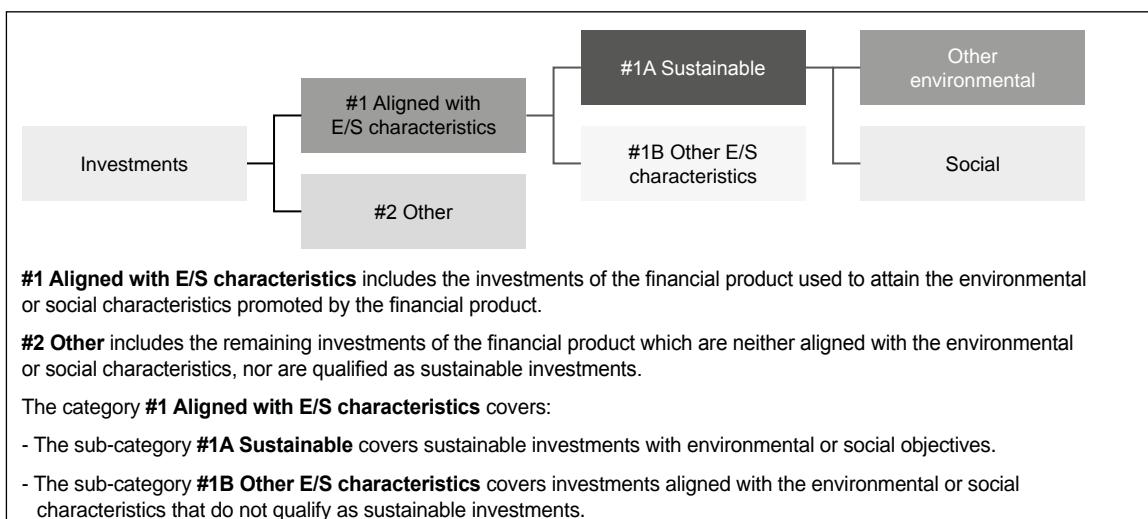 Investments
#1 Aligned with
E/S characteristics
#2 Other
#1A Sustainable
#1B Other E/S
characteristics
Other
environmental
Social
#1 Aligned with E/S characteristics includes the investments of the financial product used to attain the environmental
or social characteristics promoted by the financial product.
#2 Other includes the remaining investments of the financial product which are neither aligned with the environmental
or social characteristics, nor are qualified as sustainable investments.
The category #1 Aligned with E/S characteristics covers:
- The sub-category #1A Sustainable covers sustainable investments with environmental or social objectives.
- The sub-category #1B Other E/S characteristics covers investments aligned with the environmental or social
characteristics that do not qualify as sustainable investments.